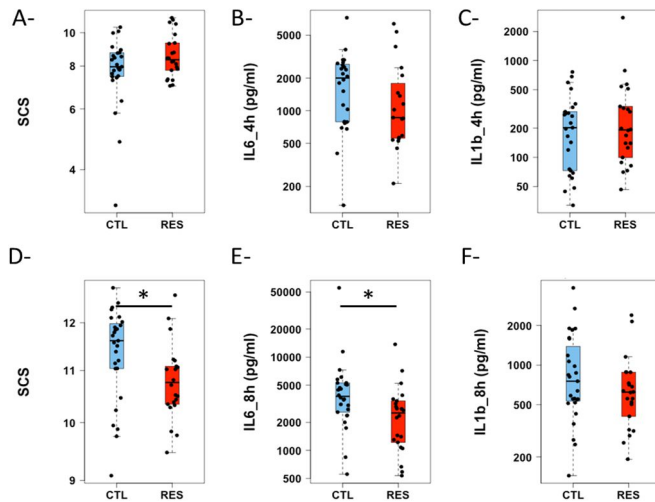 A-
SCS
10
8
6
4
CTL RES
B-
IL6_4h (pg/ml)
5000
2000
1000
500
200
CTL RES
C-
IL1b_4h (pg/ml)
2000
1000
500
200
100
50
CTL RES
D-
SCS
12
11
10
9
*
CTL RES
E-
IL6_8h (pg/ml)
50000
20000
10000
5000
2000
1000
500
*
CTL RES
F-
IL1b_8h (pg/ml)
2000
1000
500
200
CTL RES